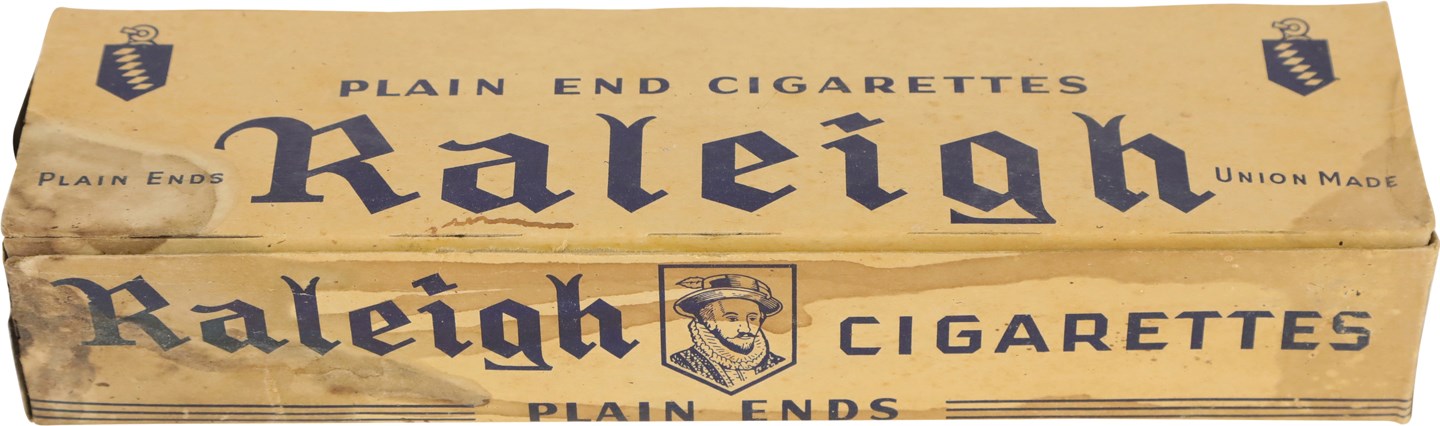 PLAIN END CIGARETTES
Raleigh
PLAIN ENDS
UNION MADE
Raleigh CIGARETTES
PLAIN ENDS